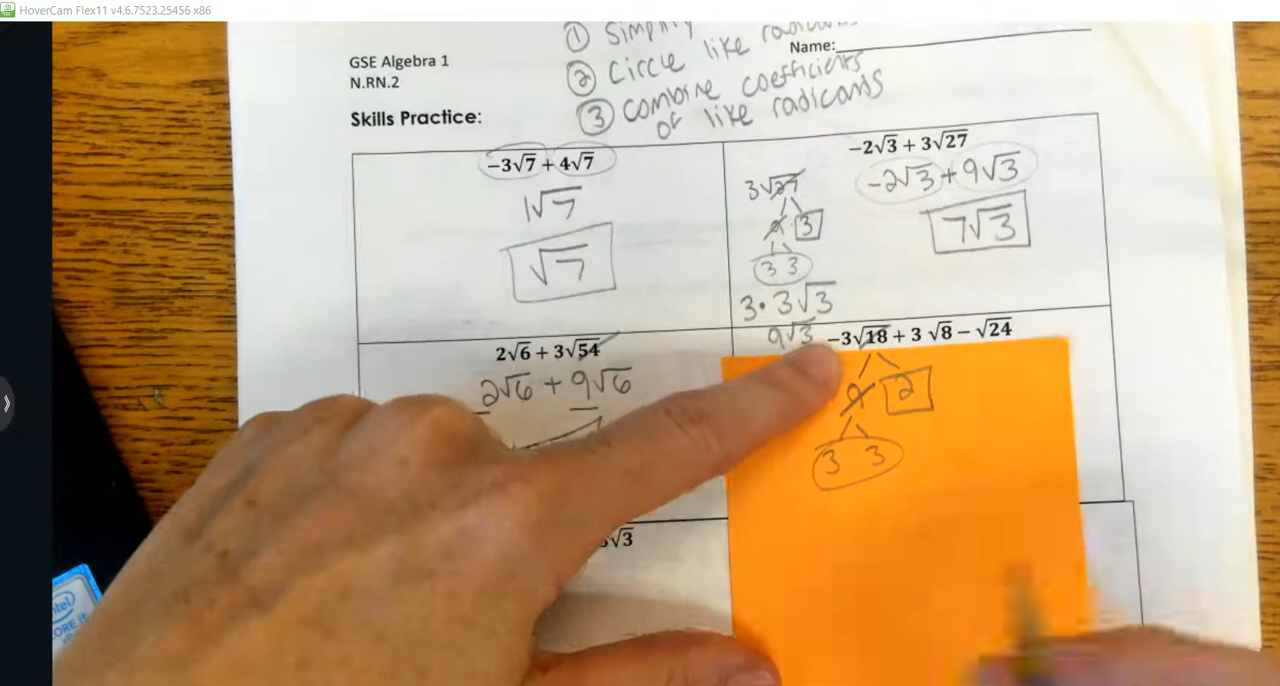 HoverCam Flex11 v4.6.7523.25456 x86
① Simplify
② Circle like radicands
③ combine coefficients
of like radicands
GSE Algebra 1
N.RN.2
Name:
Skills Practice:
−3√7 + 4√7
1√7
√7
−2√3 + 3√27
-2√3 + 9√3
7√3
3√27
9 3
3 3
3 · 3√3
9√3
2√6 + 3√54
2√6 + 9√6
−3√18 + 3 √8 − √24
9 2
3 3
√3
intel